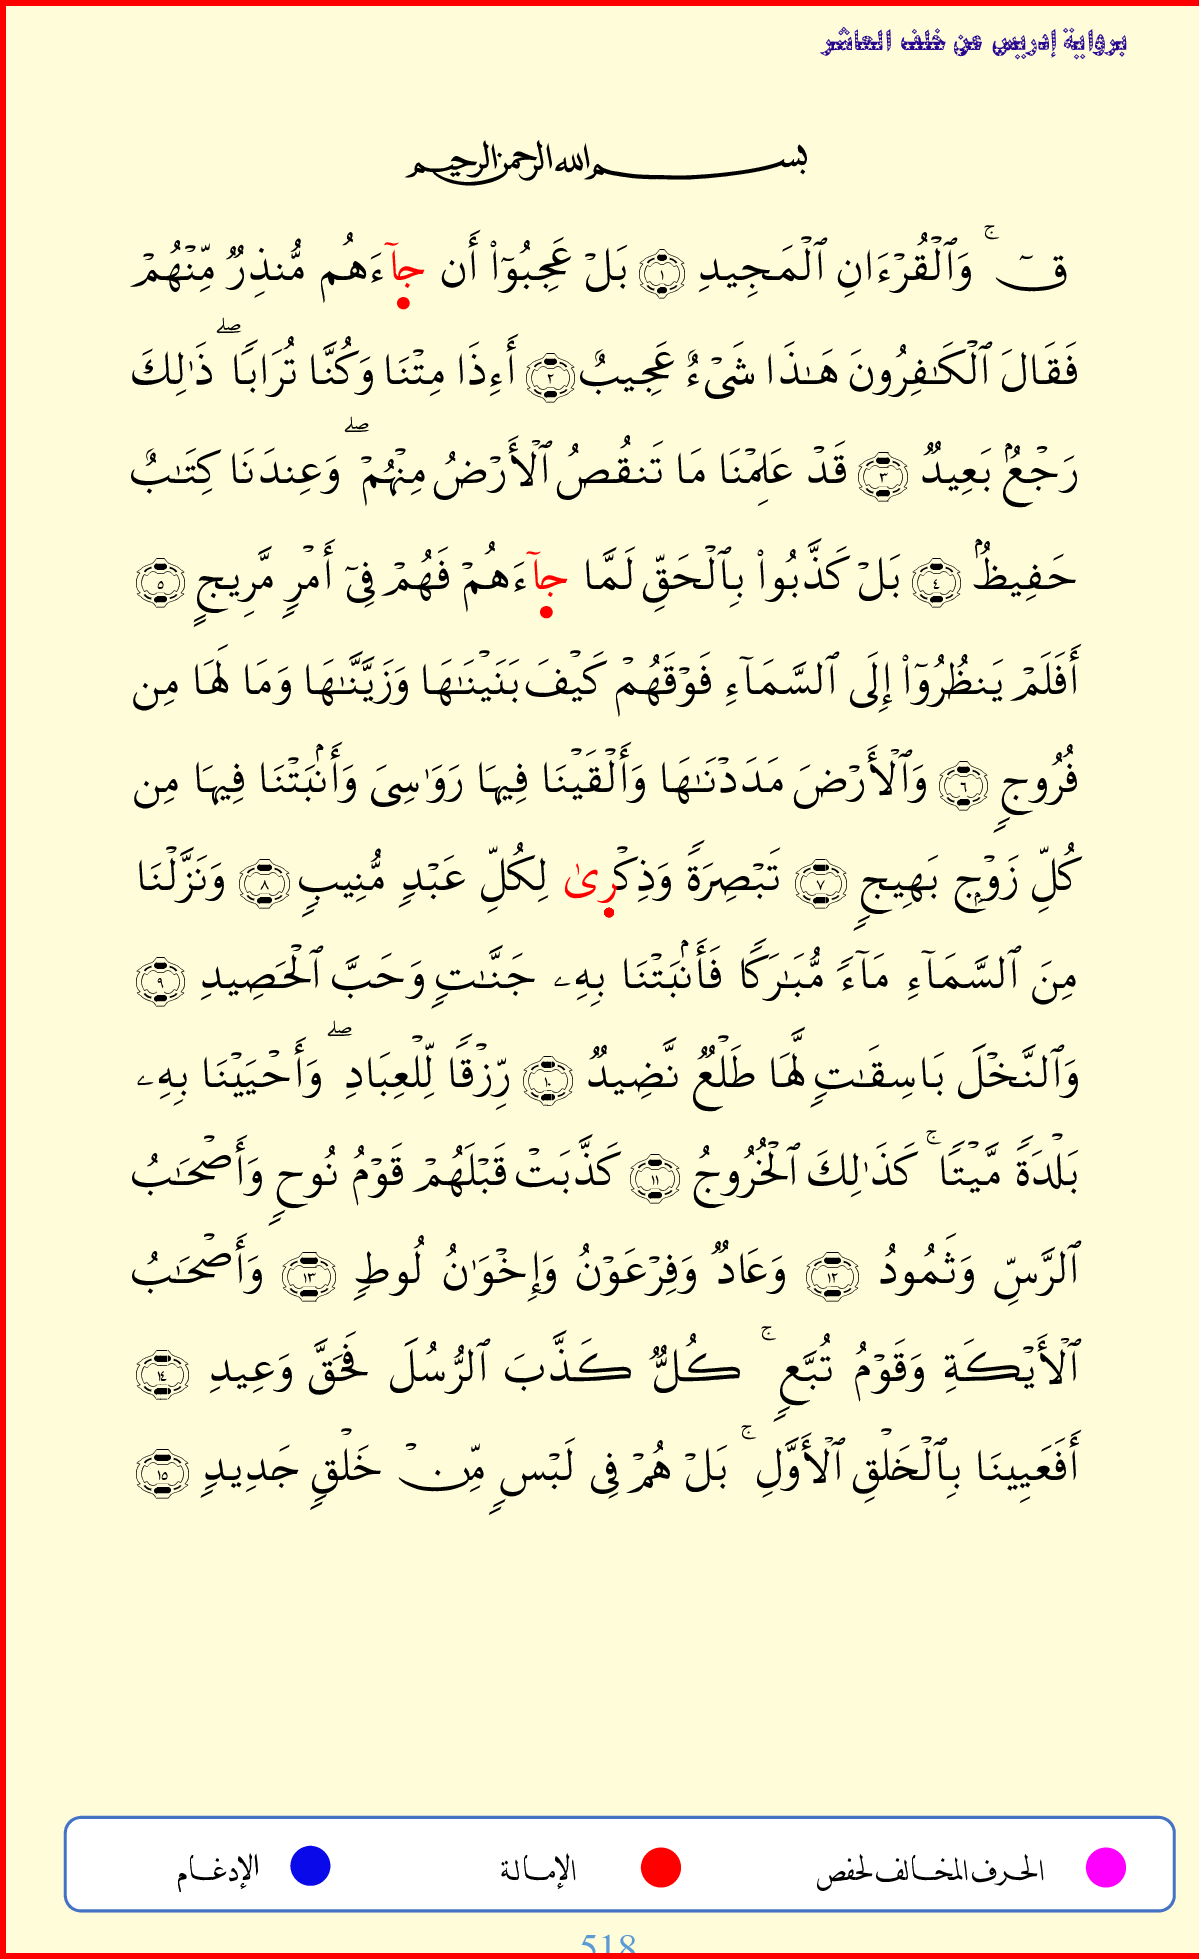 برواية إدريس عن خلف العاشر
بسم الله الرحمن الرحيم
قٓۚ وَٱلۡقُرۡءَانِ ٱلۡمَجِيدِ ١ بَلۡ عَجِبُوٓاْ أَن جَآءَهُم مُّنذِرٞ مِّنۡهُمۡ
فَقَالَ ٱلۡكَٰفِرُونَ هَٰذَا شَيۡءٌ عَجِيبٌ ٢ أَءِذَا مِتۡنَا وَكُنَّا تُرَابٗاۖ ذَٰلِكَ
رَجۡعُۢ بَعِيدٞ ٣ قَدۡ عَلِمۡنَا مَا تَنقُصُ ٱلۡأَرۡضُ مِنۡهُمۡۖ وَعِندَنَا كِتَٰبٌ
حَفِيظُۢ ٤ بَلۡ كَذَّبُواْ بِٱلۡحَقِّ لَمَّا جَآءَهُمۡ فَهُمۡ فِيٓ أَمۡرٖ مَّرِيجٍ ٥
أَفَلَمۡ يَنظُرُوٓاْ إِلَى ٱلسَّمَآءِ فَوۡقَهُمۡ كَيۡفَ بَنَيۡنَٰهَا وَزَيَّنَّٰهَا وَمَا لَهَا مِن
فُرُوجٖ ٦ وَٱلۡأَرۡضَ مَدَدۡنَٰهَا وَأَلۡقَيۡنَا فِيهَا رَوَٰسِيَ وَأَنۢبَتۡنَا فِيهَا مِن
كُلِّ زَوۡجِۭ بَهِيجٖ ٧ تَبۡصِرَةٗ وَذِكۡرِىٰ لِكُلِّ عَبۡدٖ مُّنِيبٖ ٨ وَنَزَّلۡنَا
مِنَ ٱلسَّمَآءِ مَآءٗ مُّبَٰرَكٗا فَأَنۢبَتۡنَا بِهِۦ جَنَّٰتٖ وَحَبَّ ٱلۡحَصِيدِ ٩
وَٱلنَّخۡلَ بَاسِقَٰتٖ لَّهَا طَلۡعٞ نَّضِيدٞ ١٠ رِّزۡقٗا لِّلۡعِبَادِۖ وَأَحۡيَيۡنَا بِهِۦ
بَلۡدَةٗ مَّيۡتٗاۚ كَذَٰلِكَ ٱلۡخُرُوجُ ١١ كَذَّبَتۡ قَبۡلَهُمۡ قَوۡمُ نُوحٖ وَأَصۡحَٰبُ
ٱلرَّسِّ وَثَمُودُ ١٢ وَعَادٞ وَفِرۡعَوۡنُ وَإِخۡوَٰنُ لُوطٖ ١٣ وَأَصۡحَٰبُ
ٱلۡأَيۡكَةِ وَقَوۡمُ تُبَّعٖۚ كُلّٞ كَذَّبَ ٱلرُّسُلَ فَحَقَّ وَعِيدِ ١٤
أَفَعَيِينَا بِٱلۡخَلۡقِ ٱلۡأَوَّلِۚ بَلۡ هُمۡ فِي لَبۡسٖ مِّنۡ خَلۡقٖ جَدِيدٖ ١٥
الحرف المخالف لحفص الإمالة الإدغام
518